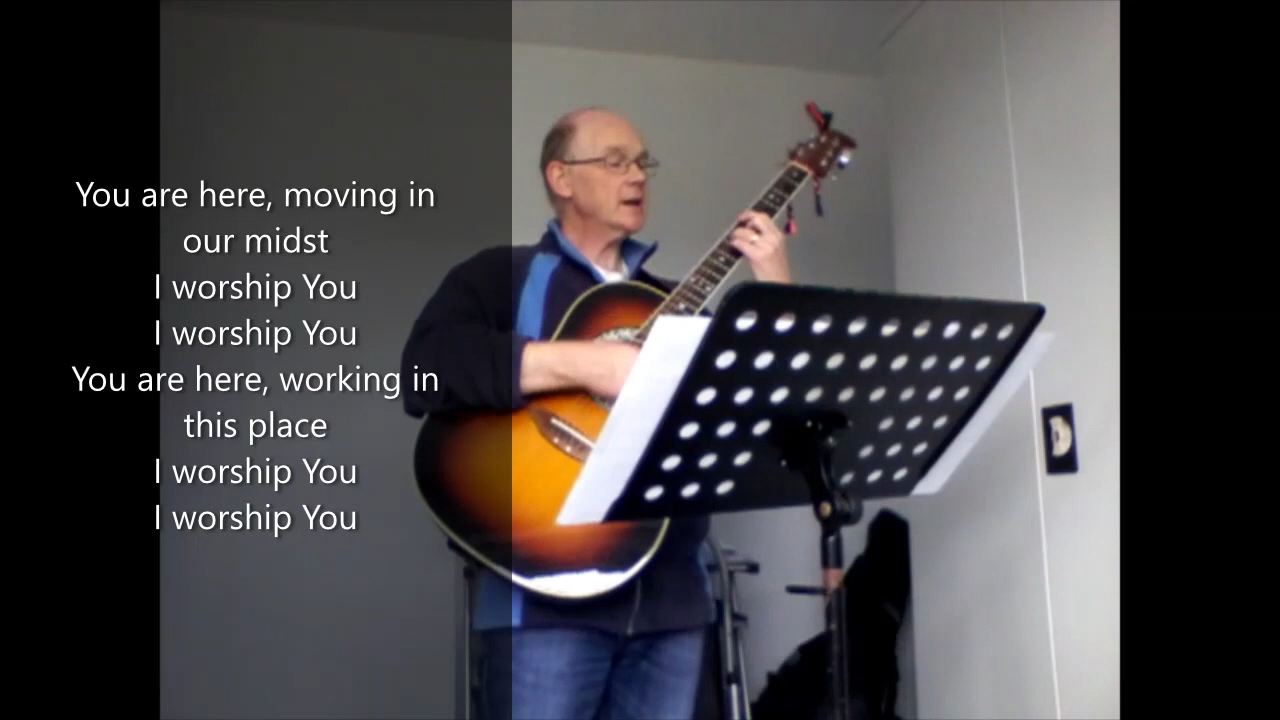 You are here, moving in
our midst
I worship You
I worship You
You are here, working in
this place
I worship You
I worship You